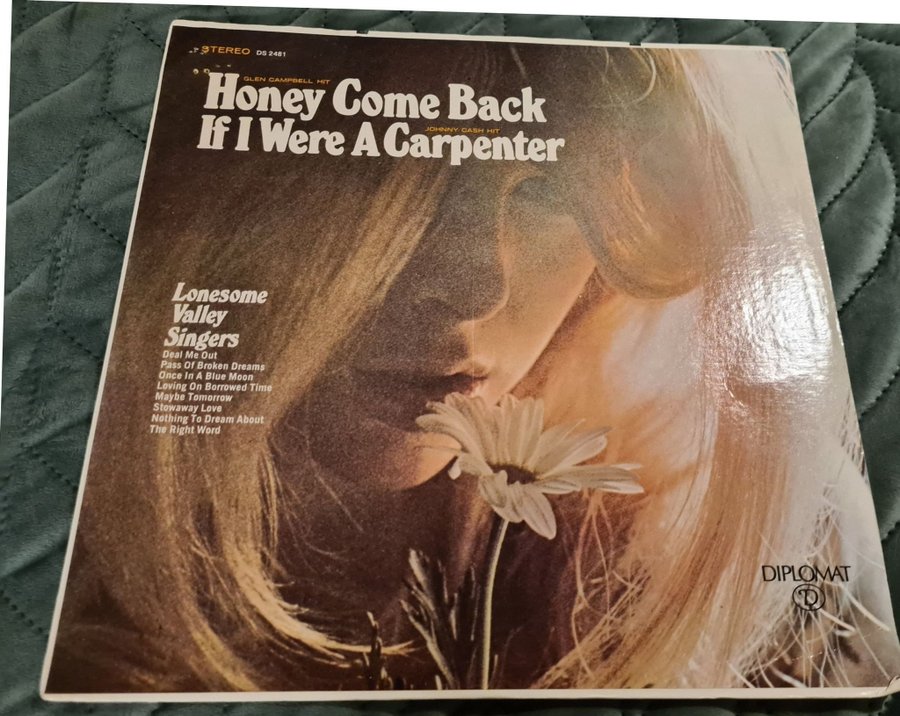 STEREO DS 2481
GLEN CAMPBELL HIT
Honey Come Back
JOHNNY CASH HIT
If I Were A Carpenter
Lonesome
Valley
Singers
Deal Me Out
Pass Of Broken Dreams
Once In A Blue Moon
Loving On Borrowed Time
Maybe Tomorrow
Stowaway Love
Nothing To Dream About
The Right Word
DIPLOMAT
D